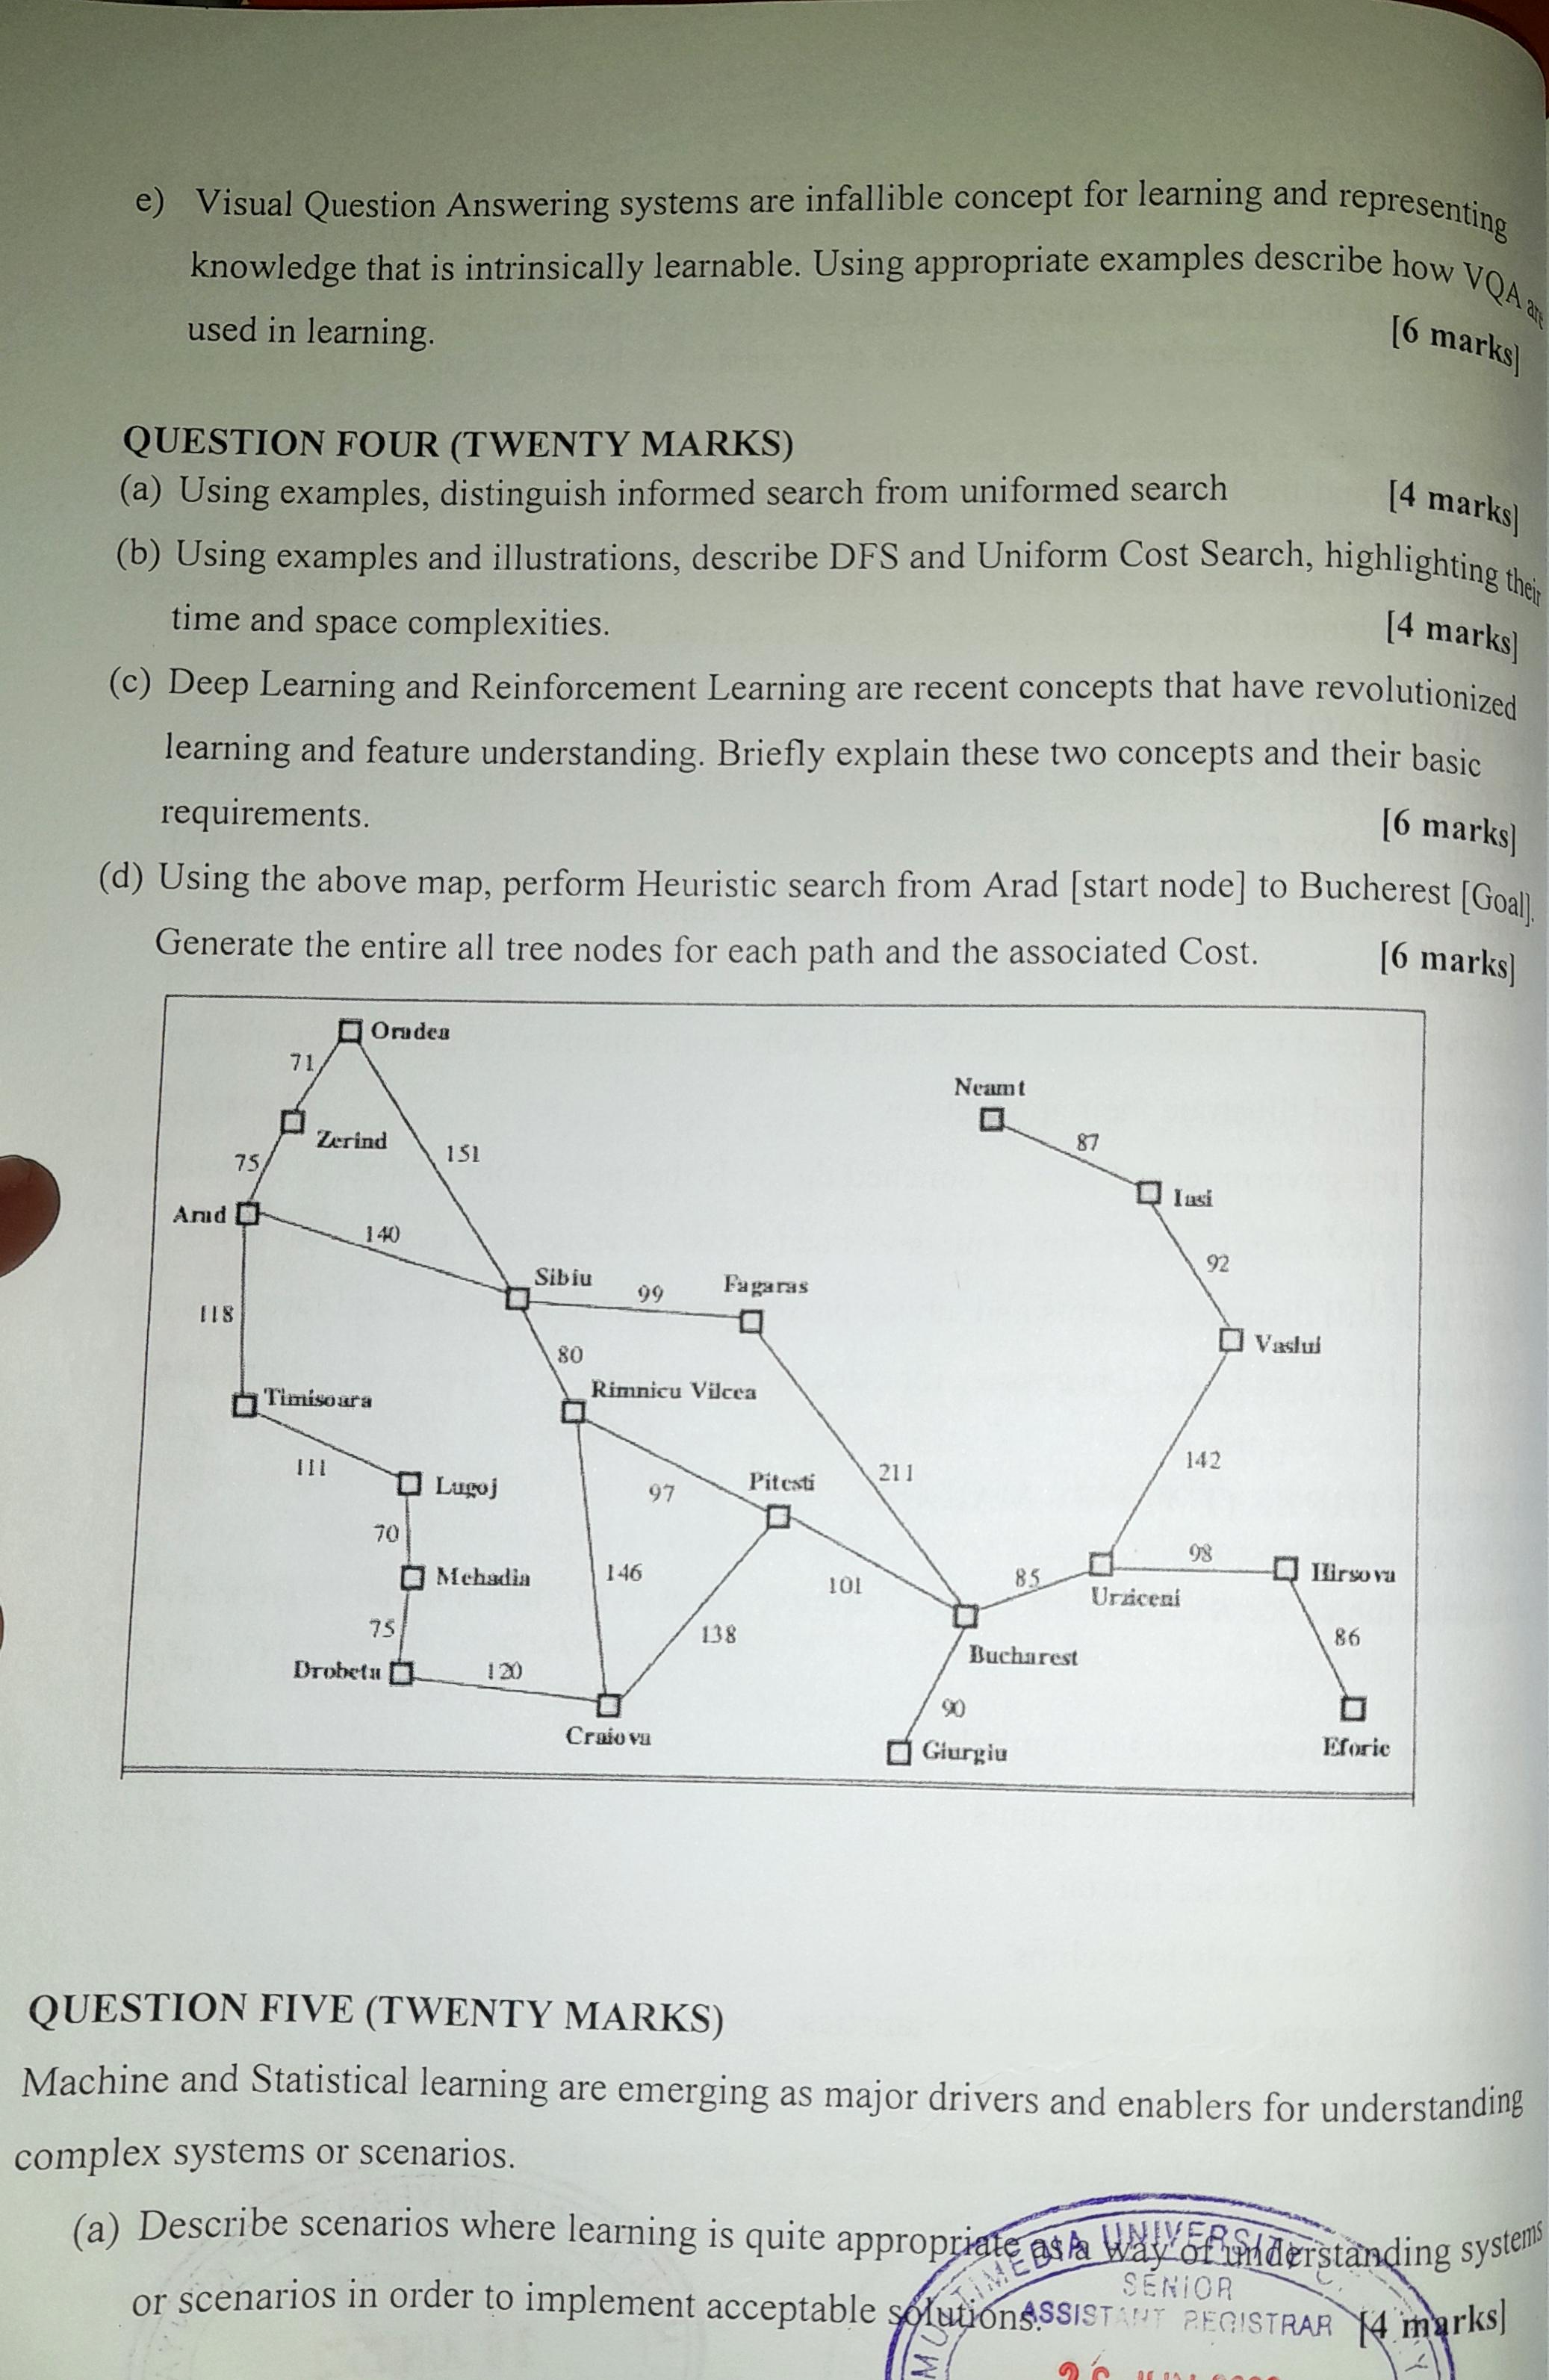 e) Visual Question Answering systems are infallible concept for learning and representing
knowledge that is intrinsically learnable. Using appropriate examples describe how VQA are
used in learning. [6 marks]
QUESTION FOUR (TWENTY MARKS)
(a) Using examples, distinguish informed search from uniformed search [4 marks]
(b) Using examples and illustrations, describe DFS and Uniform Cost Search, highlighting their
time and space complexities. [4 marks]
(c) Deep Learning and Reinforcement Learning are recent concepts that have revolutionized
learning and feature understanding. Briefly explain these two concepts and their basic
requirements. [6 marks]
(d) Using the above map, perform Heuristic search from Arad [start node] to Bucherest [Goal].
Generate the entire all tree nodes for each path and the associated Cost. [6 marks]
Oradea
71
Neamt
Zerind
87
151
75
Iasi
Arad
140
92
Sibiu
99
Fagaras
118
80
Vaslui
Timisoara
Rimnicu Vilcea
111
142
211
Lugoj
97
Pitesti
70
98
Mehadia
146
101
85
Hirsova
Urziceni
75
138
86
Bucharest
Drobeta
120
90
Craiova
Giurgiu
Eforie
QUESTION FIVE (TWENTY MARKS)
Machine and Statistical learning are emerging as major drivers and enablers for understanding
complex systems or scenarios.
(a) Describe scenarios where learning is quite appropriate as a way of understanding systems
or scenarios in order to implement acceptable solutions. [4 marks]
MULTIMEDIA UNIVERSITY
SENIOR
ASSISTANT REGISTRAR